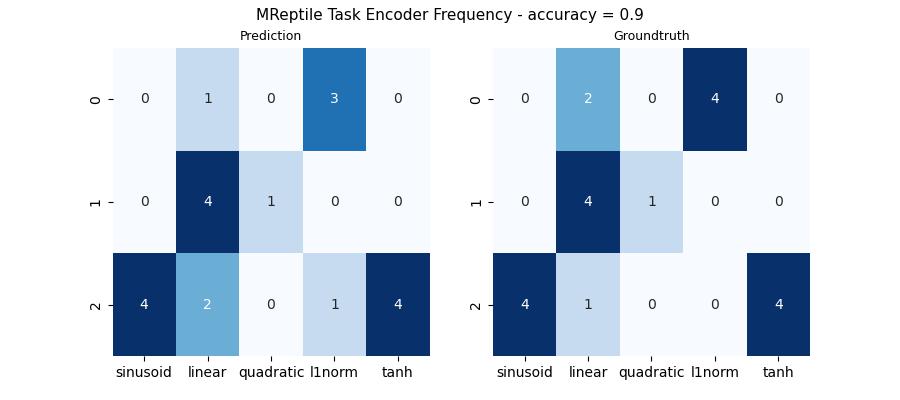 MReptile Task Encoder Frequency - accuracy = 0.9
Prediction Groundtruth
0 0 1 0 3 0 0 0 2 0 4 0
1 0 4 1 0 0 1 0 4 1 0 0
2 4 2 0 1 4 2 4 1 0 0 4
sinusoid linear quadratic l1norm tanh sinusoid linear quadratic l1norm tanh